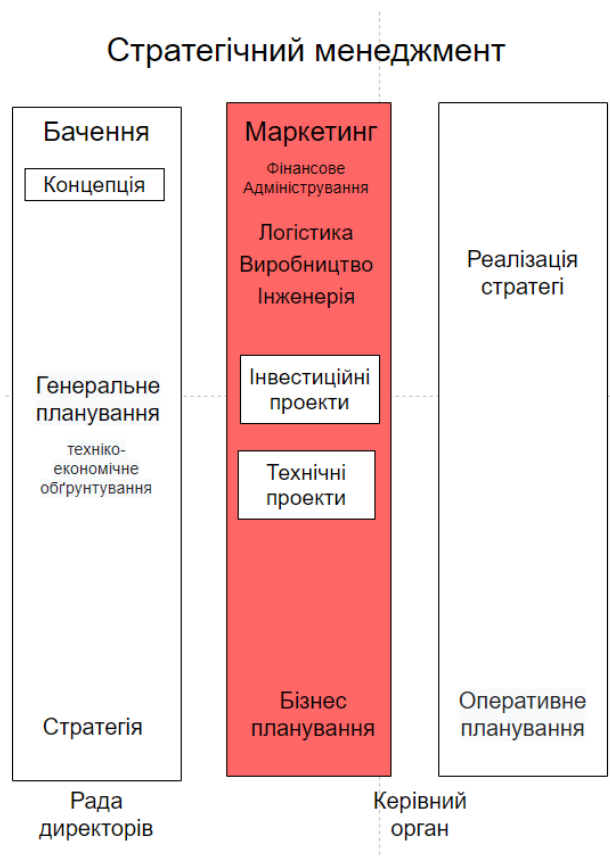 Стратегічний менеджмент
Бачення
Концепція
Генеральне
планування
техніко-
економічне
обґрунтування
Стратегія
Маркетинг
Фінансове
Адміністрування
Логістика
Виробництво
Інженерія
Інвестиційні
проекти
Технічні
проекти
Бізнес
планування
Реалізація
стратегі
Оперативне
планування
Рада
директорів
Керівний
орган